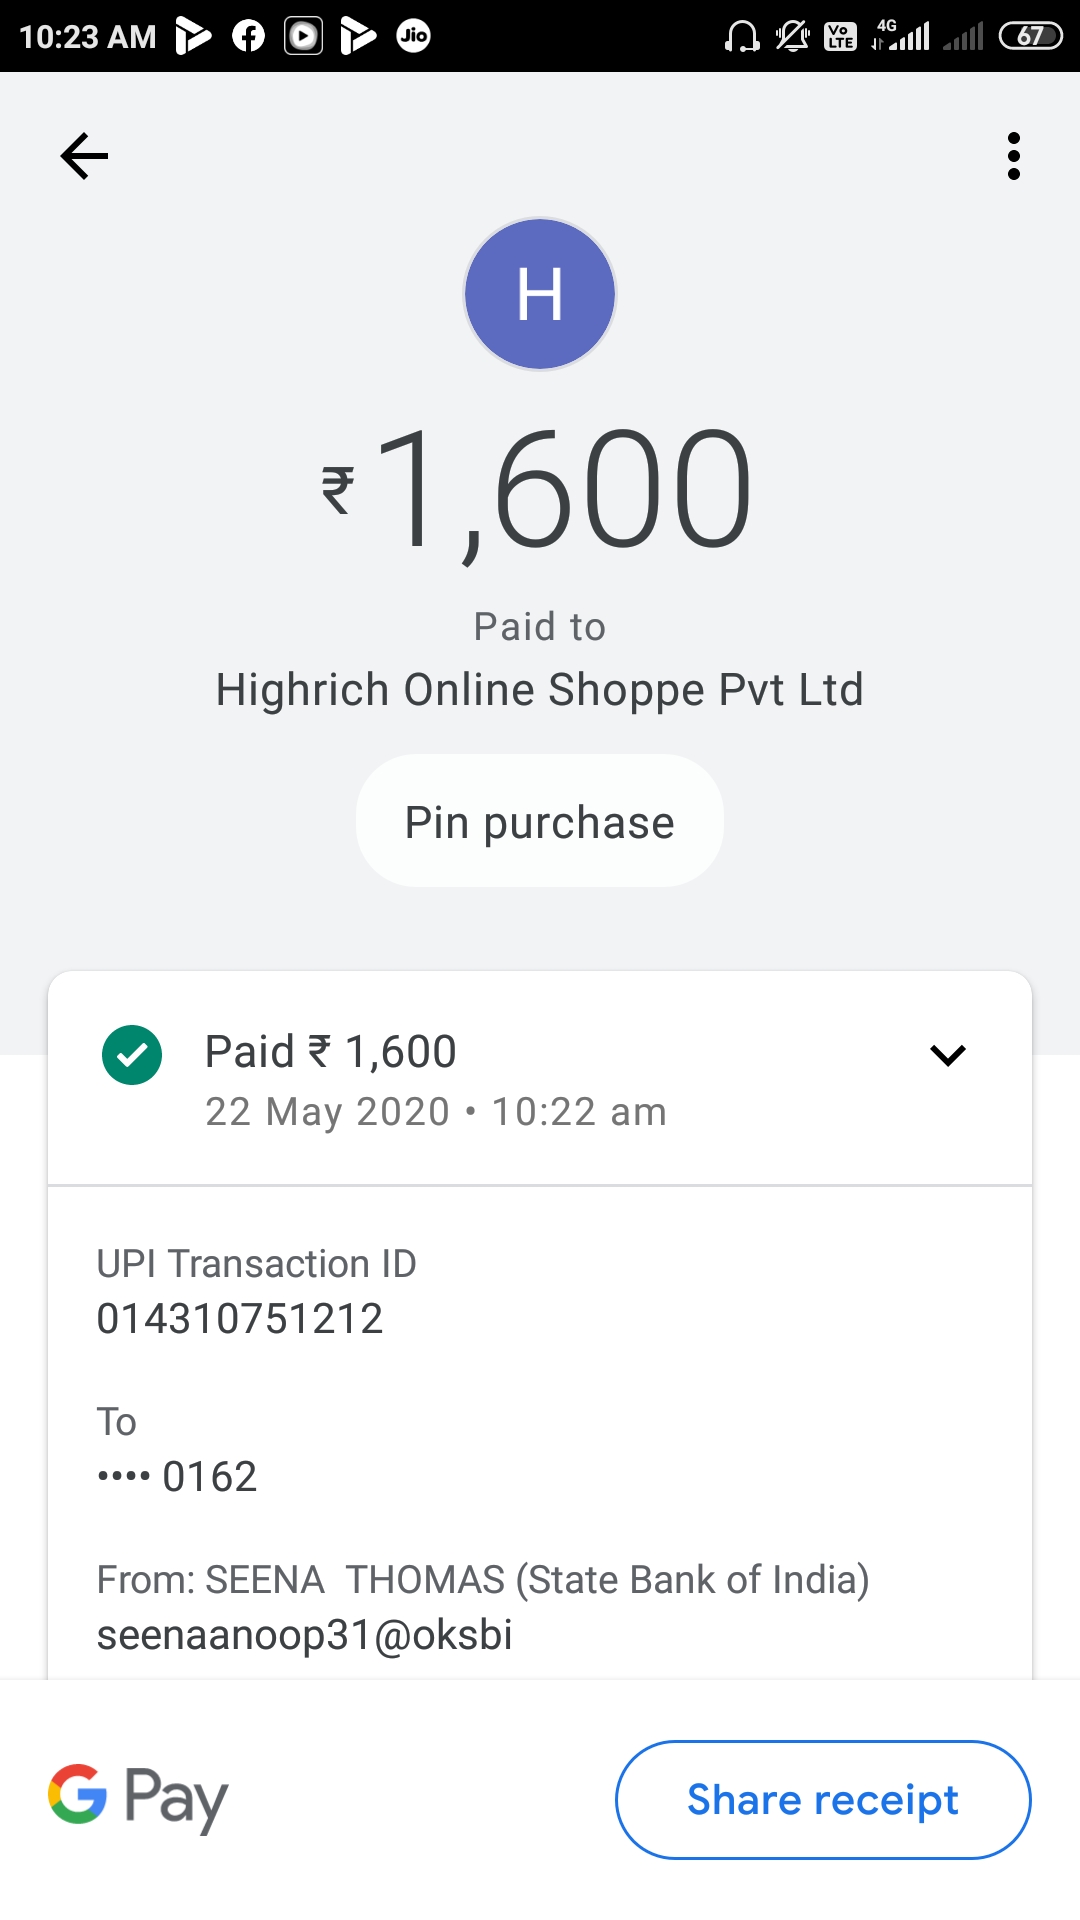 10:23 AM
Jio
Vo LTE
4G
67
H
₹1,600
Paid to
Highrich Online Shoppe Pvt Ltd
Pin purchase
Paid ₹ 1,600
22 May 2020 • 10:22 am
UPI Transaction ID
014310751212
To
•••• 0162
From: SEENA  THOMAS (State Bank of India)
seenaanoop31@oksbi
G Pay
Share receipt